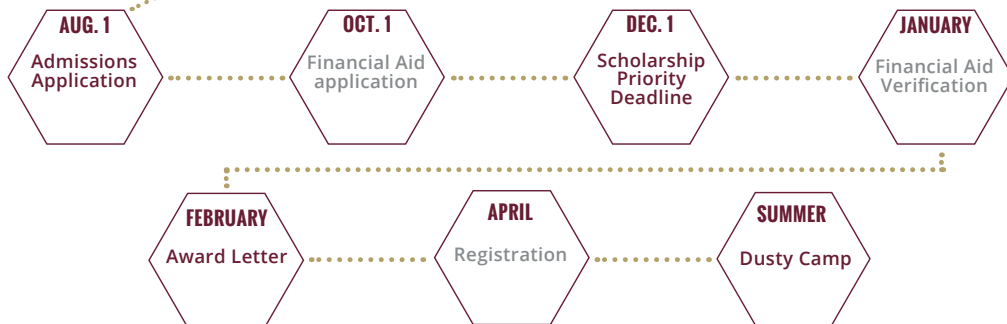 AUG. 1
Admissions
Application
OCT. 1
Financial Aid
application
DEC. 1
Scholarship
Priority
Deadline
JANUARY
Financial Aid
Verification
FEBRUARY
Award Letter
APRIL
Registration
SUMMER
Dusty Camp